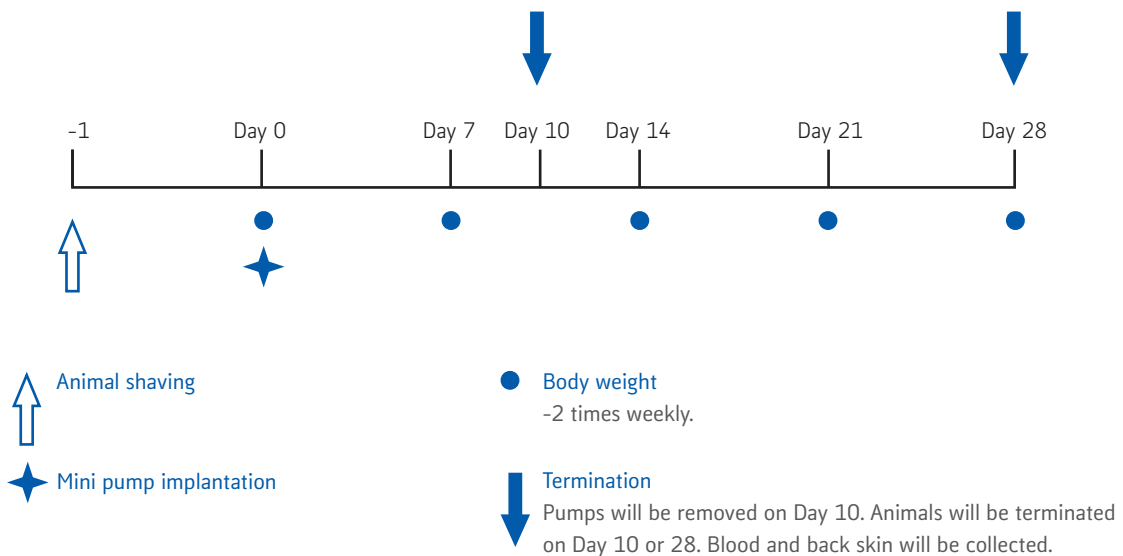 -1
Day 0
Day 7
Day 10
Day 14
Day 21
Day 28
Animal shaving
Mini pump implantation
Body weight
-2 times weekly.
Termination
Pumps will be removed on Day 10. Animals will be terminated
on Day 10 or 28. Blood and back skin will be collected.